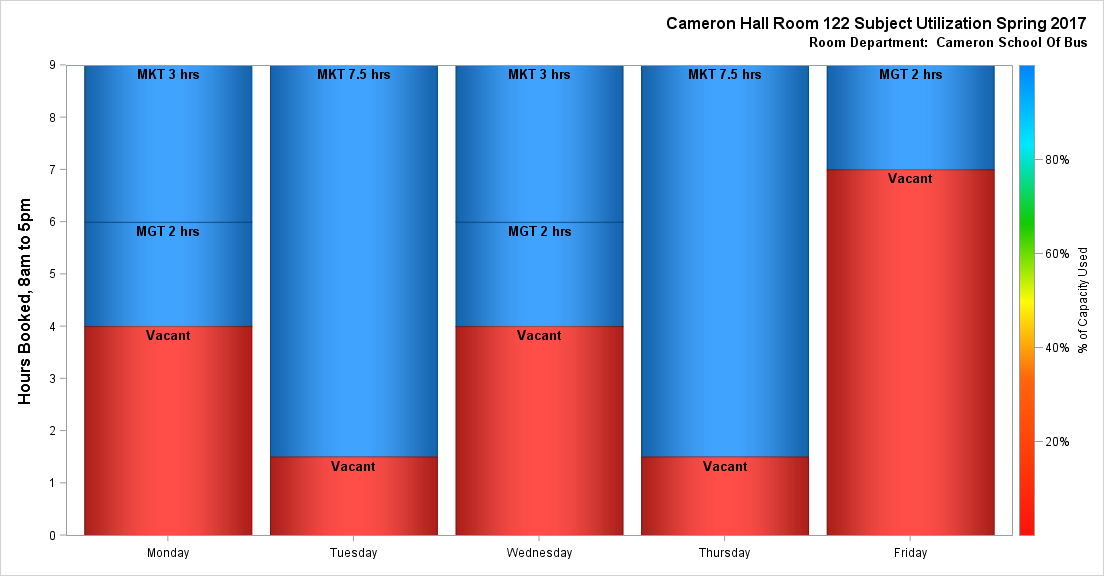 Cameron Hall Room 122 Subject Utilization Spring 2017
Room Department:  Cameron School Of Bus
Hours Booked, 8am to 5pm
9
8
7
6
5
4
3
2
1
0
MKT 3 hrs
MGT 2 hrs
Vacant
MKT 7.5 hrs
Vacant
MKT 3 hrs
MGT 2 hrs
Vacant
MKT 7.5 hrs
Vacant
MGT 2 hrs
Vacant
Monday
Tuesday
Wednesday
Thursday
Friday
80%
60%
40%
20%
% of Capacity Used